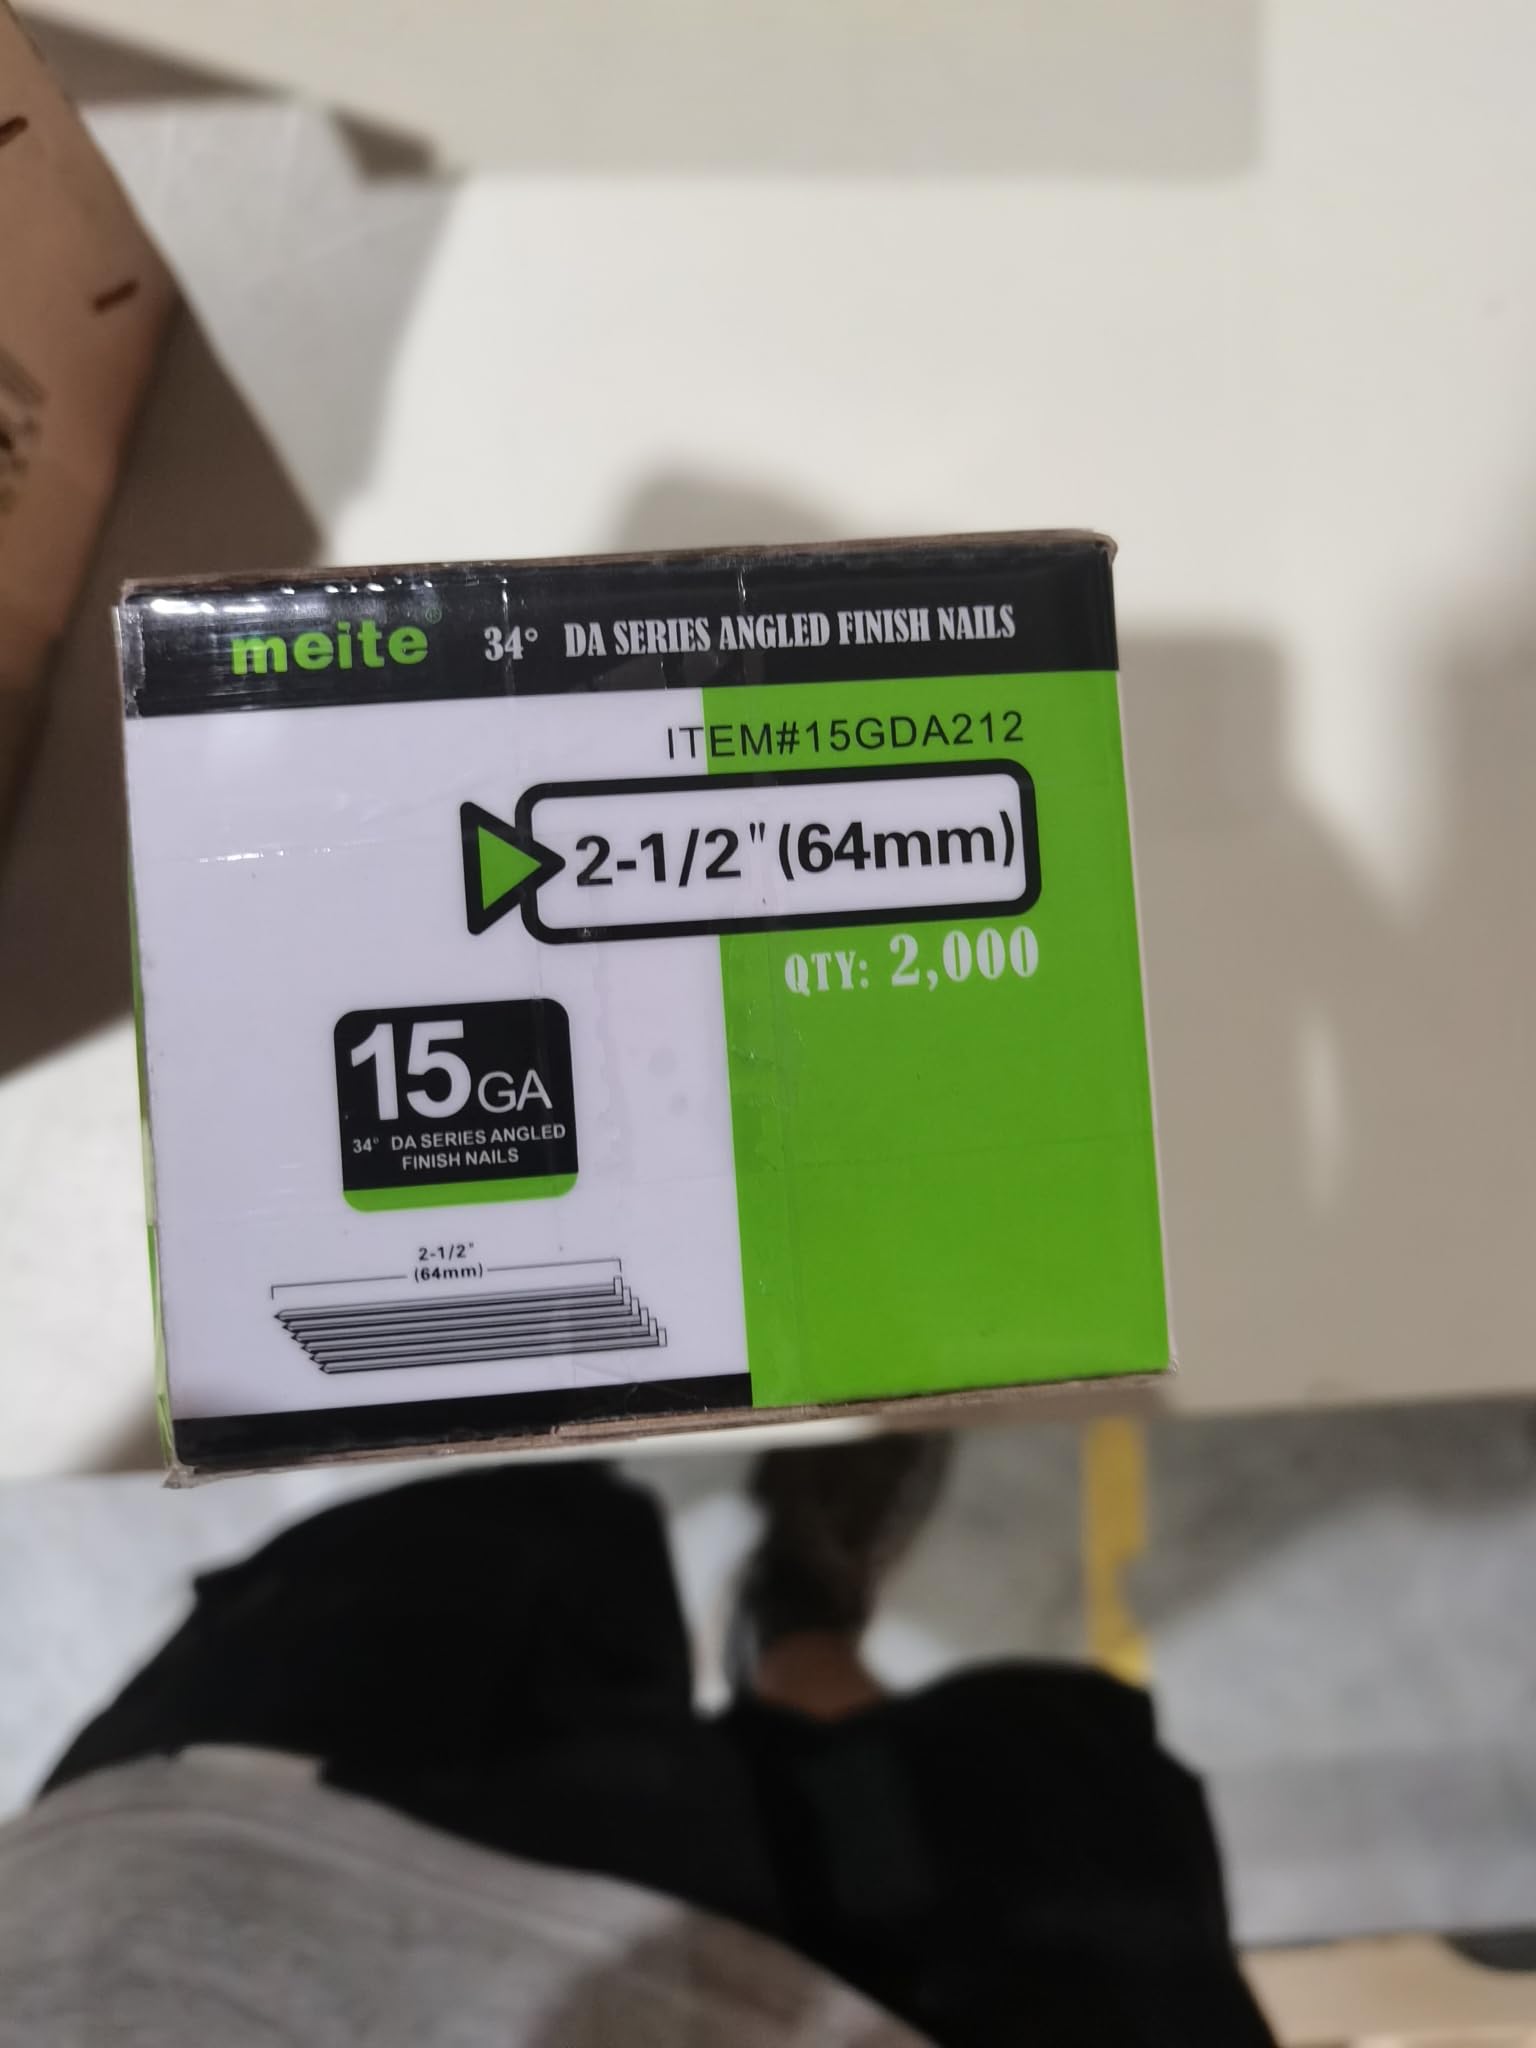 meite® 34° DA SERIES ANGLED FINISH NAILS
ITEM#15GDA212
2-1/2" (64mm)
QTY: 2,000
15GA
34° DA SERIES ANGLED
FINISH NAILS
2-1/2"
(64mm)